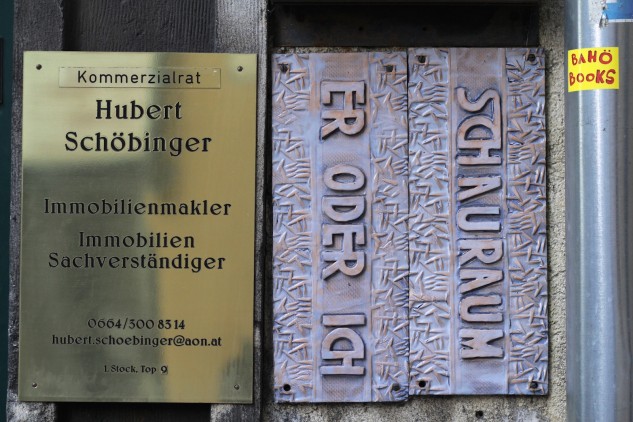 Kommerzialrat
Hubert
Schöbinger
Immobilienmakler
Immobilien
Sachverständiger
0664/300 83 14
hubert.schoebinger@aon.at
1. Stock, Top 9
SCHAURAUM
ER ODER ICH
BAHÖ
BOOKS